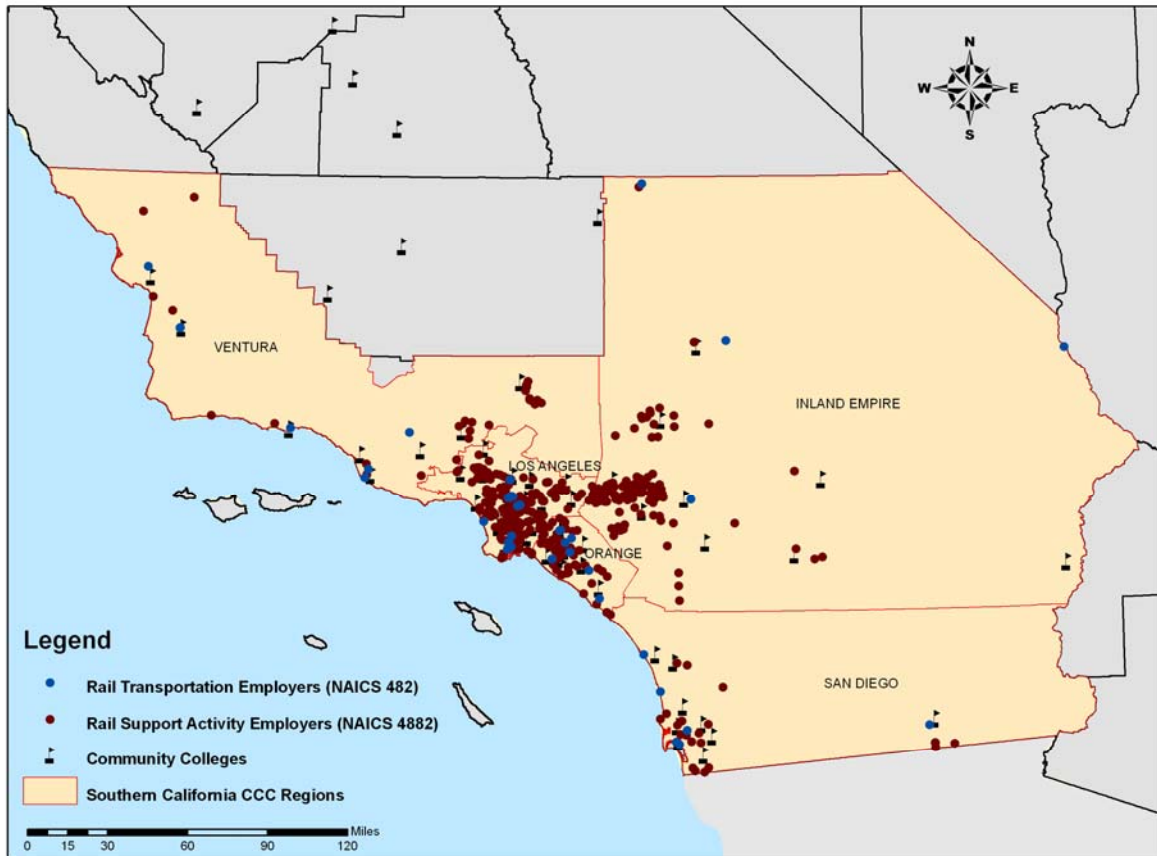 N
W E
S
VENTURA
INLAND EMPIRE
LOS ANGELES
ORANGE
SAN DIEGO
Legend
Rail Transportation Employers (NAICS 482)
Rail Support Activity Employers (NAICS 4882)
Community Colleges
Southern California CCC Regions
Miles
0 15 30 60 90 120